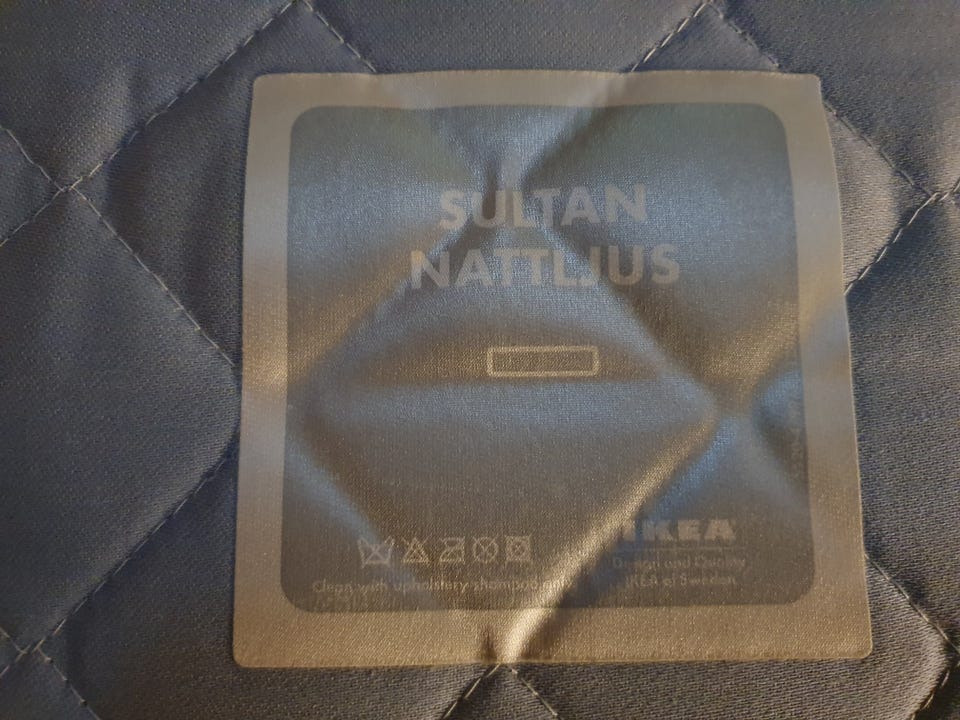 SULTAN
NATTLJUS
Clean with upholstery shampoo only
IKEA
Design and Quality
IKEA of Sweden